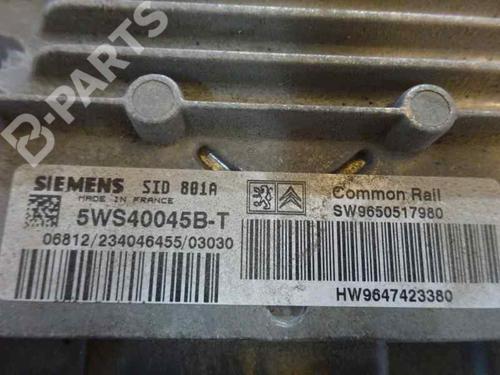 B-PARTS
SIEMENS SID 801A
MADE IN FRANCE
5WS40045B-T
06812/234046455/03030
Common Rail
SW9650517980
HW9647423380